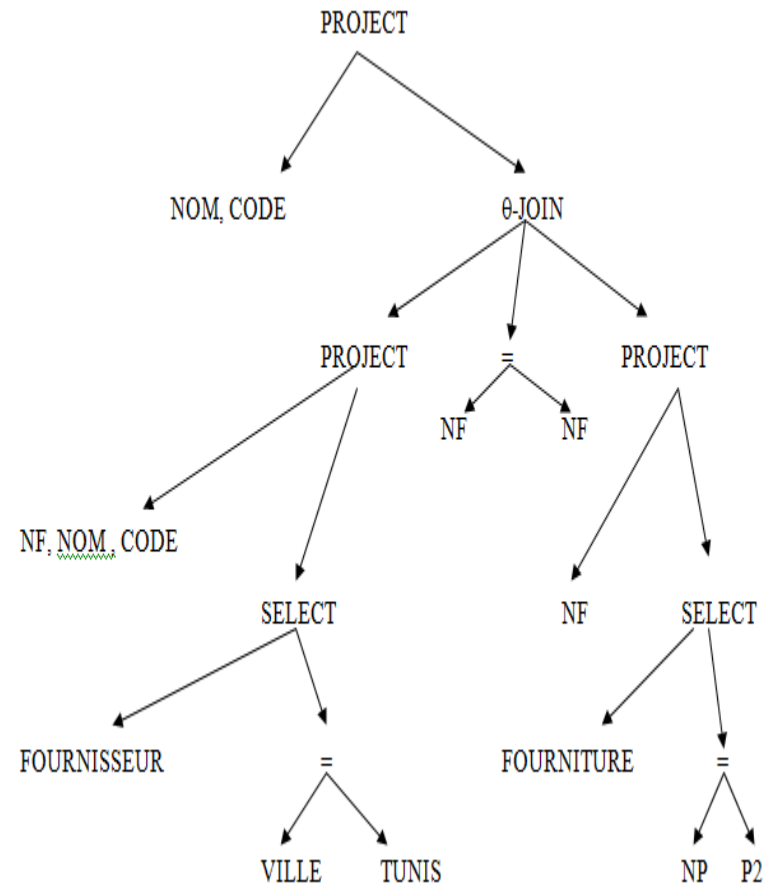 PROJECT
NOM, CODE
θ-JOIN
PROJECT
=
PROJECT
NF
NF
NF, NOM , CODE
SELECT
NF
SELECT
FOURNISSEUR
=
FOURNITURE
=
VILLE
TUNIS
NP
P2